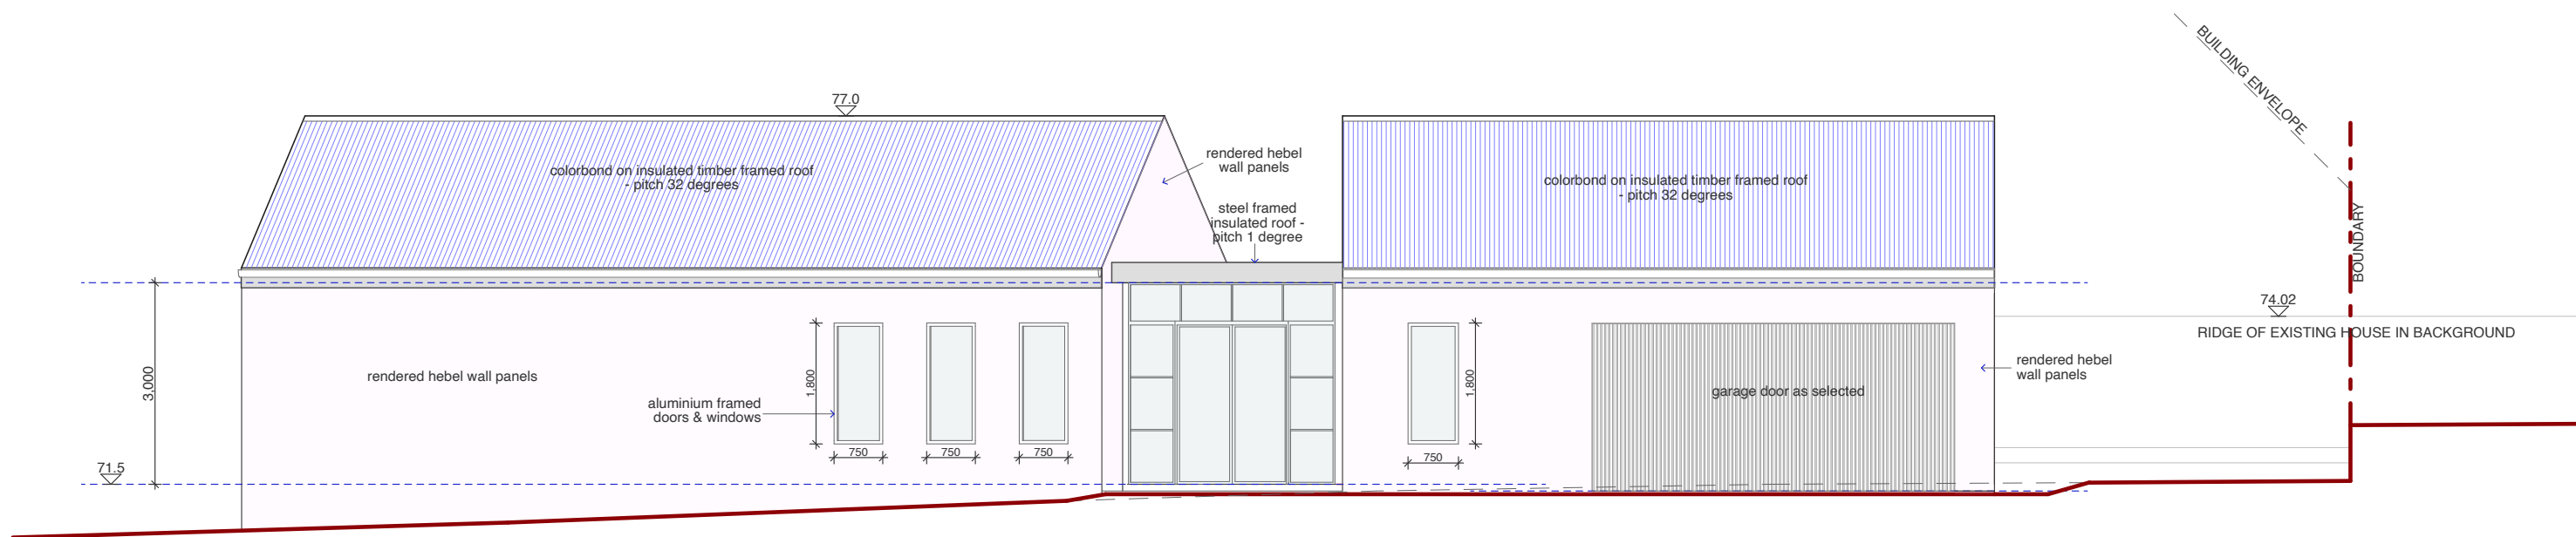 BUILDING ENVELOPE
77.0
rendered hebel
wall panels
colorbond on insulated timber framed roof
- pitch 32 degrees
colorbond on insulated timber framed roof
- pitch 32 degrees
steel framed
insulated roof -
pitch 1 degree
BOUNDARY
74.02
RIDGE OF EXISTING HOUSE IN BACKGROUND
3,000
rendered hebel wall panels
aluminium framed
doors & windows
1,800
1,800
garage door as selected
rendered hebel
wall panels
750
750
750
750
71.5